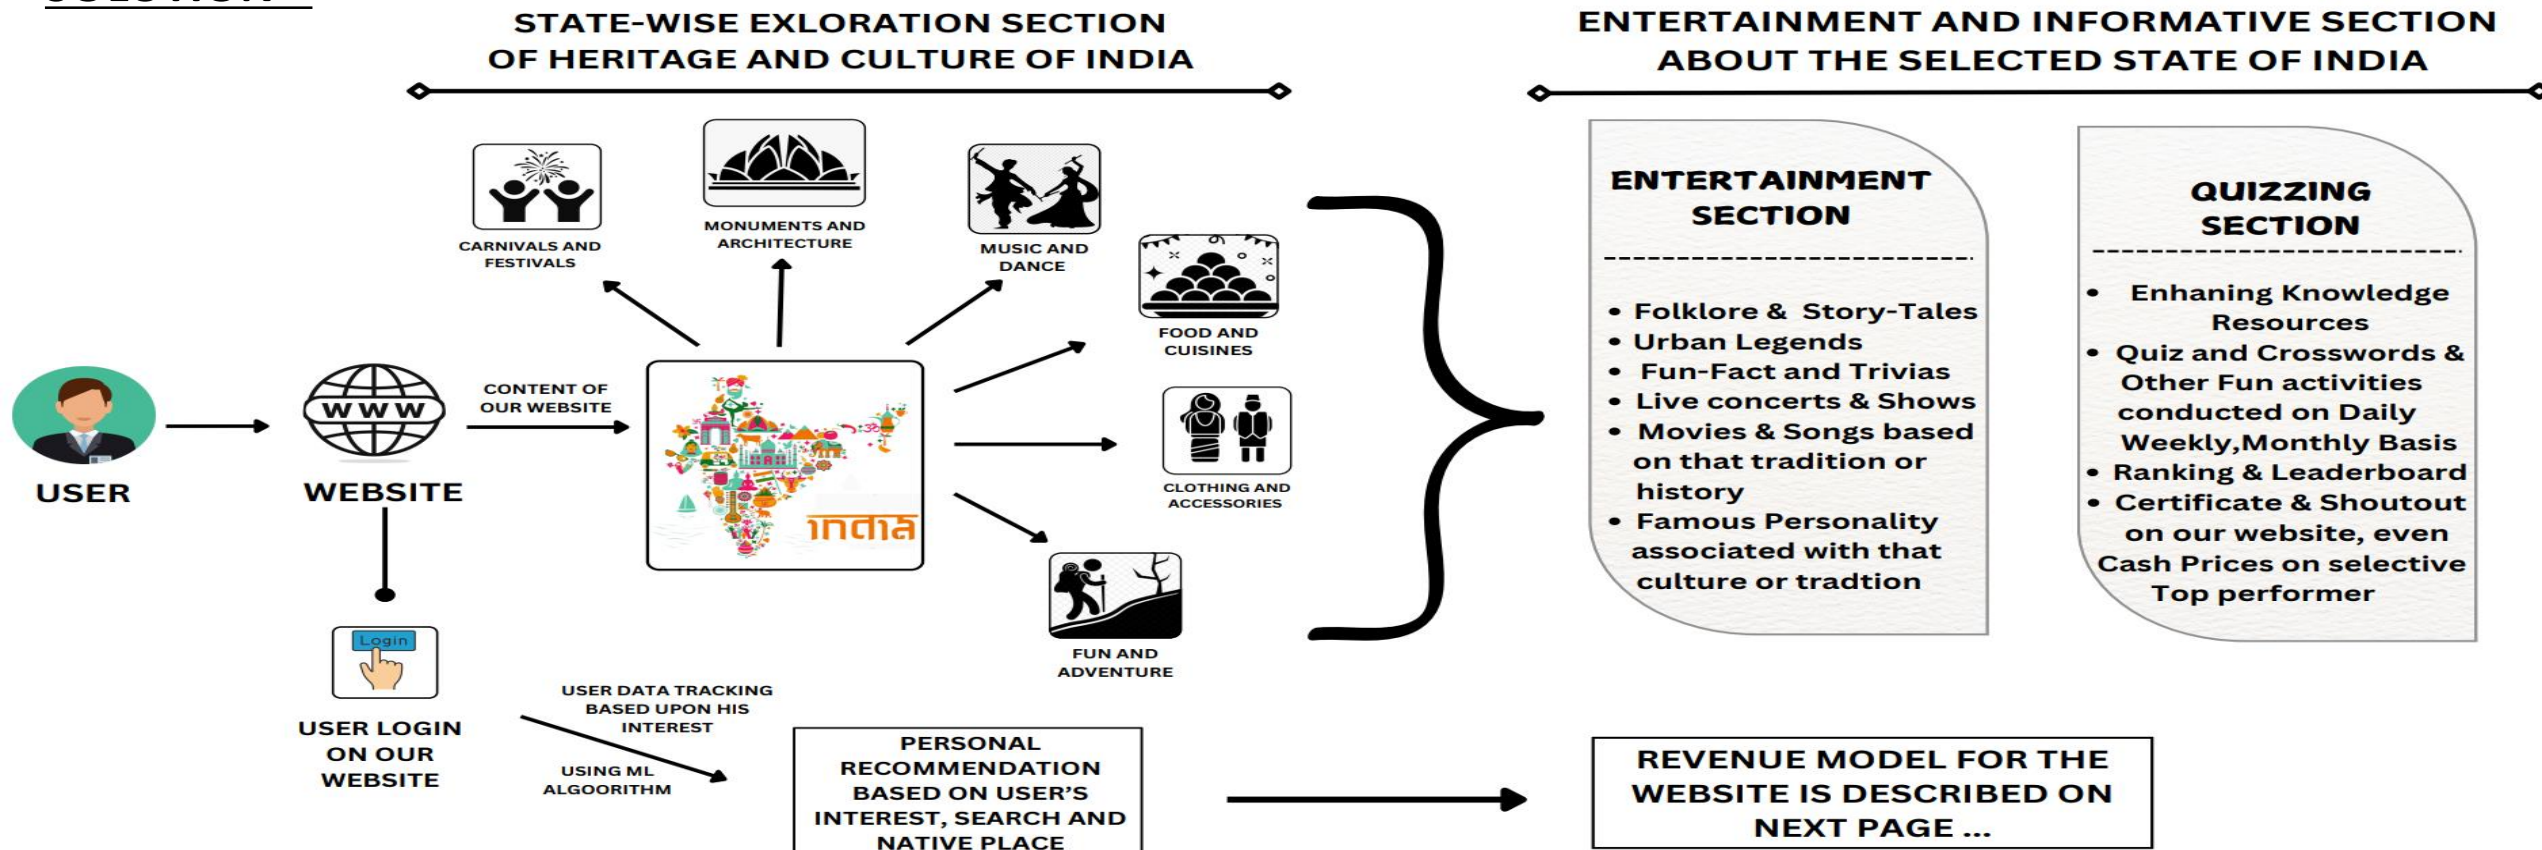 STATE-WISE EXLORATION SECTION
OF HERITAGE AND CULTURE OF INDIA
ENTERTAINMENT AND INFORMATIVE SECTION
ABOUT THE SELECTED STATE OF INDIA
CARNIVALS AND
FESTIVALS
MONUMENTS AND
ARCHITECTURE
MUSIC AND
DANCE
FOOD AND
CUISINES
CLOTHING AND
ACCESSORIES
FUN AND
ADVENTURE
USER
WWW
WEBSITE
CONTENT OF
OUR WEBSITE
india
Login
USER LOGIN
ON OUR
WEBSITE
USER DATA TRACKING
BASED UPON HIS
INTEREST
USING ML
ALGOORITHM
PERSONAL
RECOMMENDATION
BASED ON USER'S
INTEREST, SEARCH AND
NATIVE PLACE
ENTERTAINMENT
SECTION
• Folklore & Story-Tales
• Urban Legends
• Fun-Fact and Trivias
• Live concerts & Shows
• Movies & Songs based
on that tradition or
history
• Famous Personality
associated with that
culture or tradtion
QUIZZING
SECTION
• Enhaning Knowledge
Resources
• Quiz and Crosswords &
Other Fun activities
conducted on Daily
Weekly,Monthly Basis
• Ranking & Leaderboard
• Certificate & Shoutout
on our website, even
Cash Prices on selective
Top performer
REVENUE MODEL FOR THE
WEBSITE IS DESCRIBED ON
NEXT PAGE ...